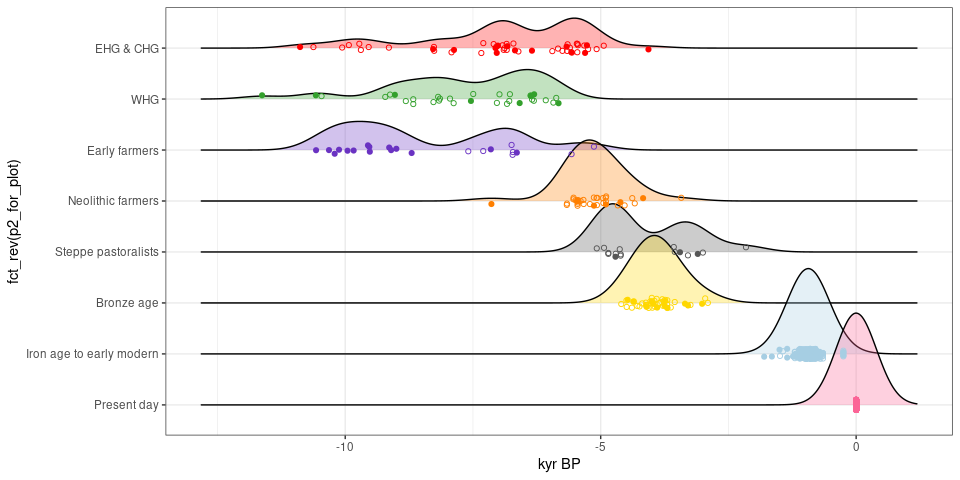 fct_rev(p2_for_plot)
EHG & CHG
WHG
Early farmers
Neolithic farmers
Steppe pastoralists
Bronze age
Iron age to early modern
Present day
-10
-5
0
kyr BP